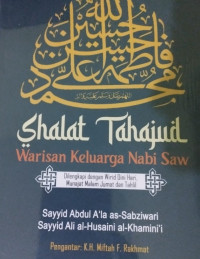 Shalat Tahajud
Warisan Keluarga Nabi Saw
Dilengkapi dengan Wirid Dini Hari,
Munajat Malam Jumat dan Tahlil
Sayyid Abdul A'la as-Sabziwari
Sayyid Ali al-Husaini al-Khamini'i
Pengantar: K.H. Miftah F. Rakhmat